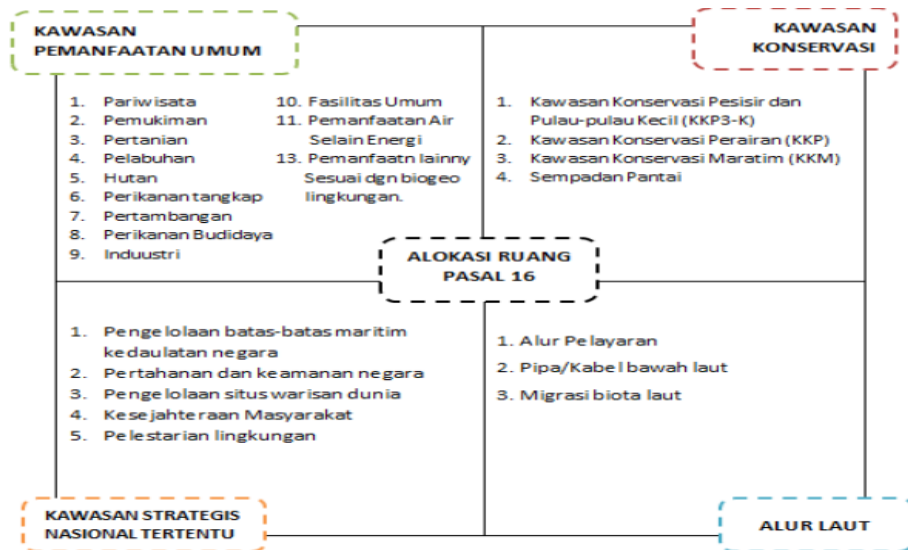 KAWASAN
PEMANFAATAN UMUM
1. Pariwisata
2. Pemukiman
3. Pertanian
4. Pelabuhan
5. Hutan
6. Perikanan tangkap
7. Pertambangan
8. Perikanan Budidaya
9. Induustri
10. Fasilitas Umum
11. Pemanfaatan Air
Selain Energi
13. Pemanfaatn lainny
Sesuai dgn biogeo
lingkungan.
KAWASAN
KONSERVASI
1. Kawasan Konservasi Pesisir dan
Pulau-pulau Kecil (KKP3-K)
2. Kawasan Konservasi Perairan (KKP)
3. Kawasan Konservasi Maratim (KKM)
4. Sempadan Pantai
ALOKASI RUANG
PASAL 16
1. Pengelolaan batas-batas maritim
kedaulatan negara
2. Pertahanan dan keamanan negara
3. Pengelolaan situs warisan dunia
4. Kesejahteraan Masyarakat
5. Pelestarian lingkungan
KAWASAN STRATEGIS
NASIONAL TERTENTU
1. Alur Pelayaran
2. Pipa/Kabel bawah laut
3. Migrasi biota laut
ALUR LAUT